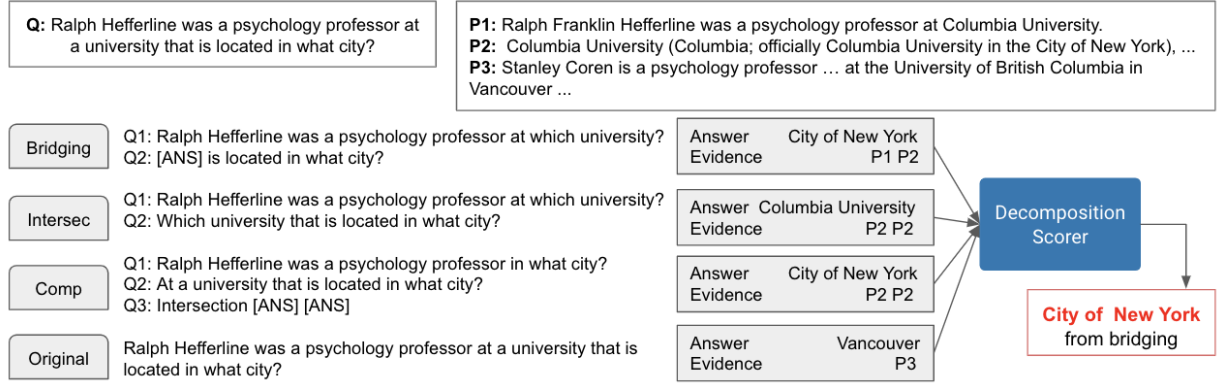 Q: Ralph Hefferline was a psychology professor at
a university that is located in what city?
P1: Ralph Franklin Hefferline was a psychology professor at Columbia University.
P2: Columbia University (Columbia; officially Columbia University in the City of New York), ...
P3: Stanley Coren is a psychology professor … at the University of British Columbia in
Vancouver ...
Bridging
Q1: Ralph Hefferline was a psychology professor at which university?
Q2: [ANS] is located in what city?
Answer City of New York
Evidence P1 P2
Intersec
Q1: Ralph Hefferline was a psychology professor at which university?
Q2: Which university that is located in what city?
Answer Columbia University
Evidence P2 P2
Comp
Q1: Ralph Hefferline was a psychology professor in what city?
Q2: At a university that is located in what city?
Q3: Intersection [ANS] [ANS]
Answer City of New York
Evidence P2 P2
Original
Ralph Hefferline was a psychology professor at a university that is
located in what city?
Answer Vancouver
Evidence P3
Decomposition
Scorer
City of New York
from bridging